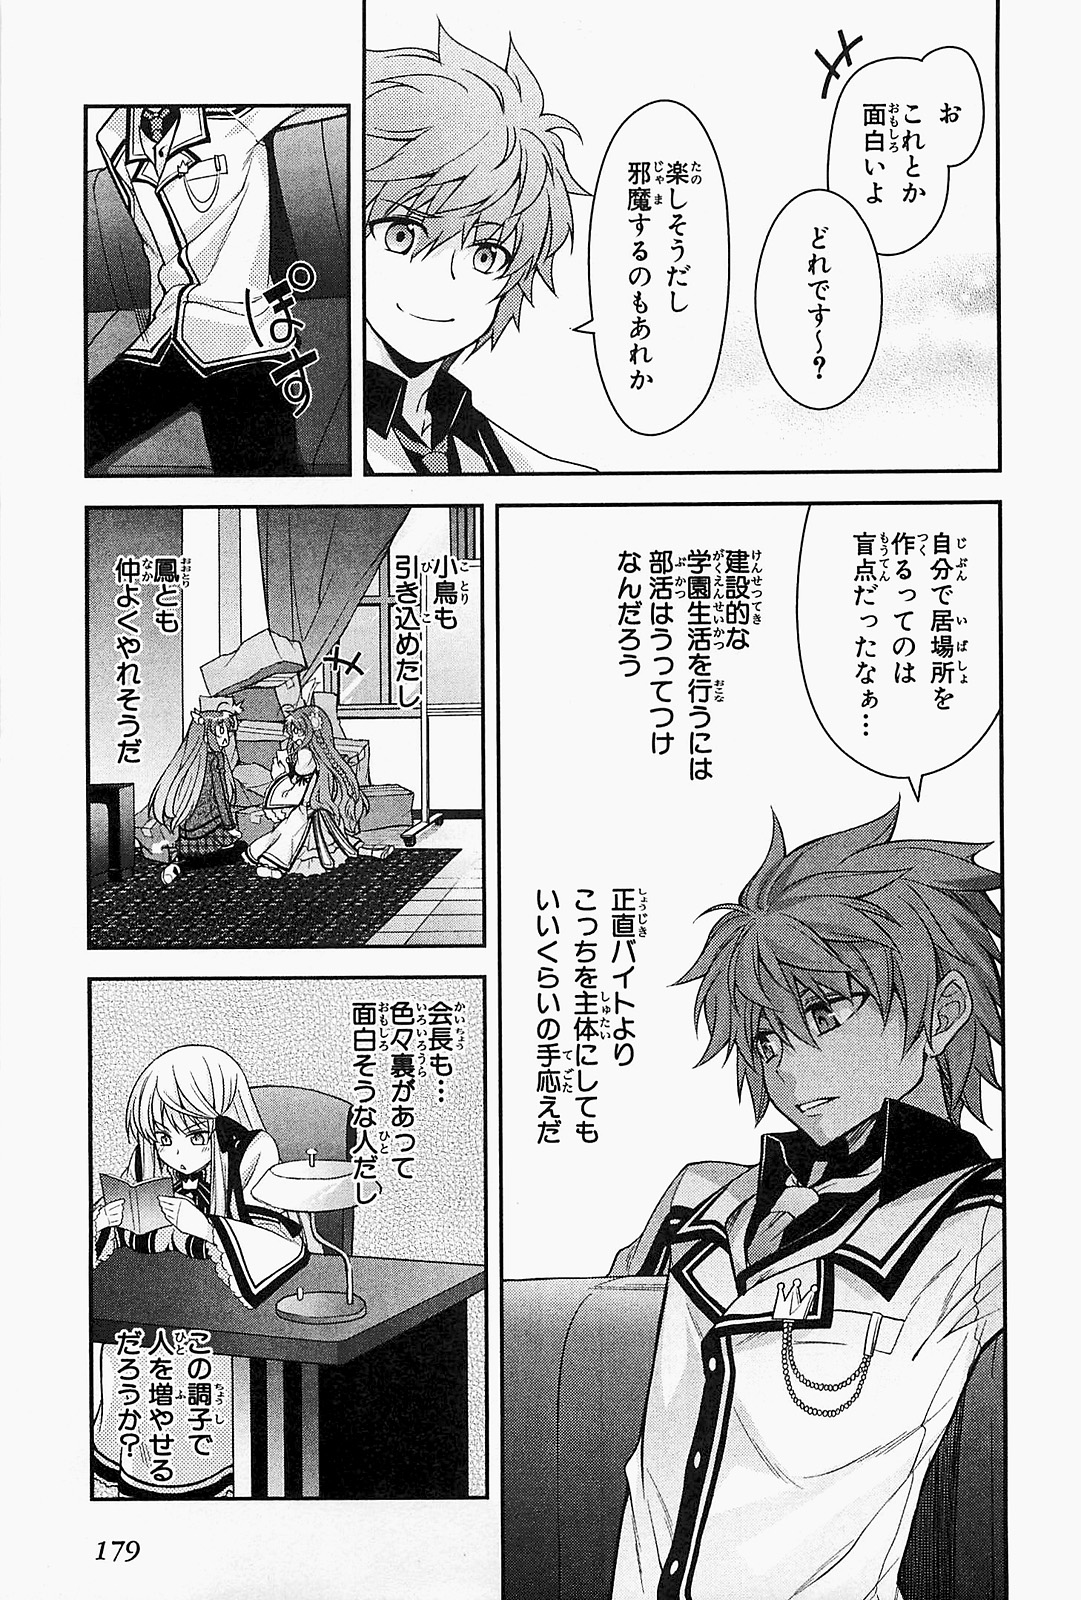 お
これとか
面白いよ
どれです〜?
楽しそうだし
邪魔するのもあれか
ぽす
自分で居場所を
作るってのは
盲点だったなぁ…
建設的な
学園生活を行うには
部活はうってつけ
なんだろう
正直バイトより
こっちを主体にしても
いいくらいの手応えだ
小鳥も
引き込めたし
鳳とも
仲よくやれそうだ
会長も…
色々裏があって
面白そうな人だし
この調子で
人を増やせる
だろうか?
179